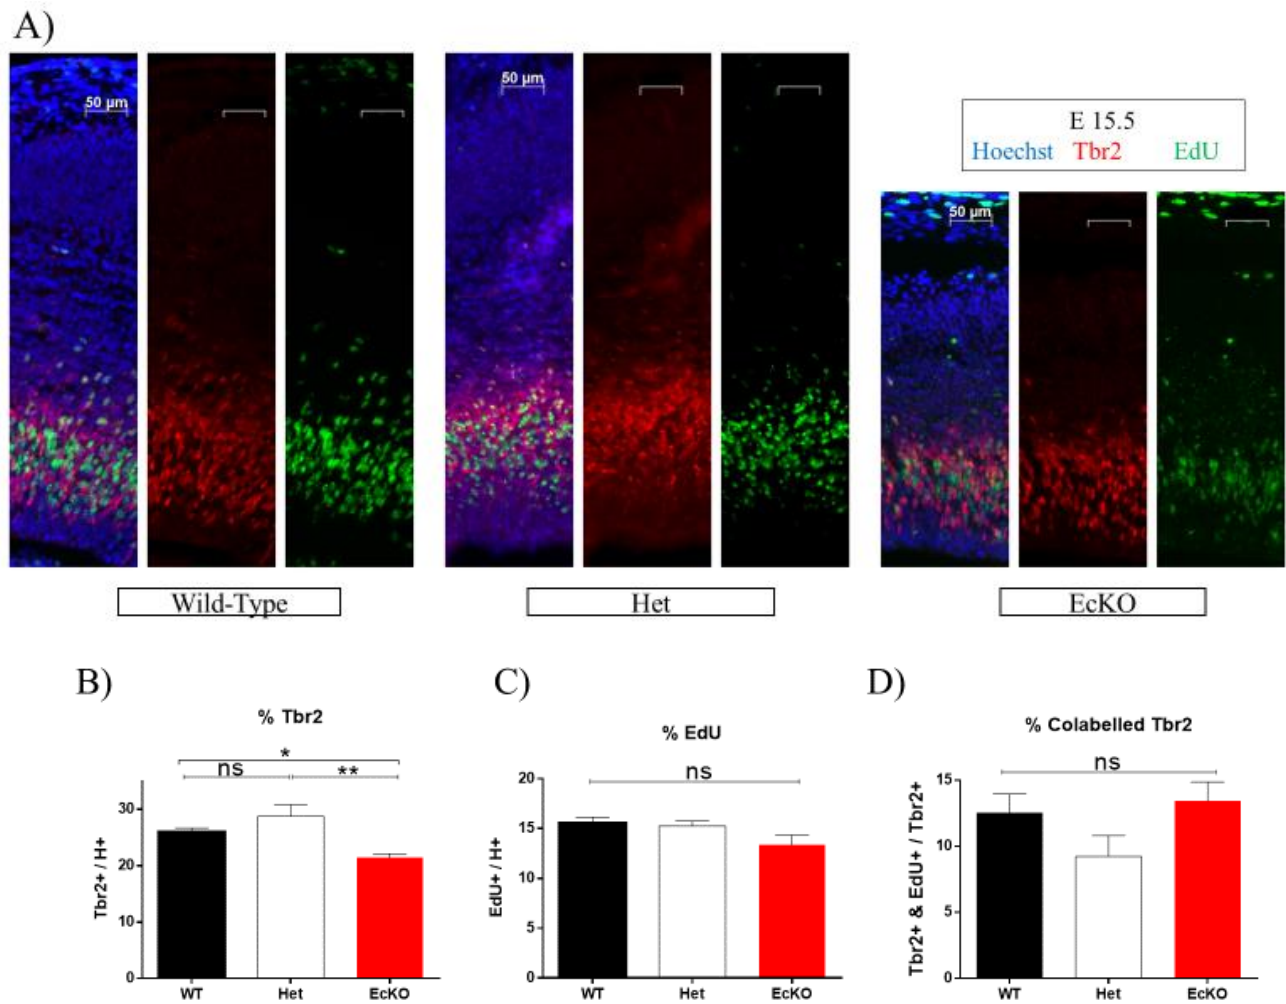 A)
50 µm
50 µm
E 15.5
Hoechst Tbr2 EdU
50 µm
Wild-Type
Het
EcKO
B)
% Tbr2
*
ns
**
Tbr2+ / H+
30
20
10
0
WT Het EcKO
C)
% EdU
ns
EdU+ / H+
20
15
10
5
0
WT Het EcKO
D)
% Colabelled Tbr2
ns
Tbr2+ & EdU+ / Tbr2+
15
10
5
0
WT Het EcKO